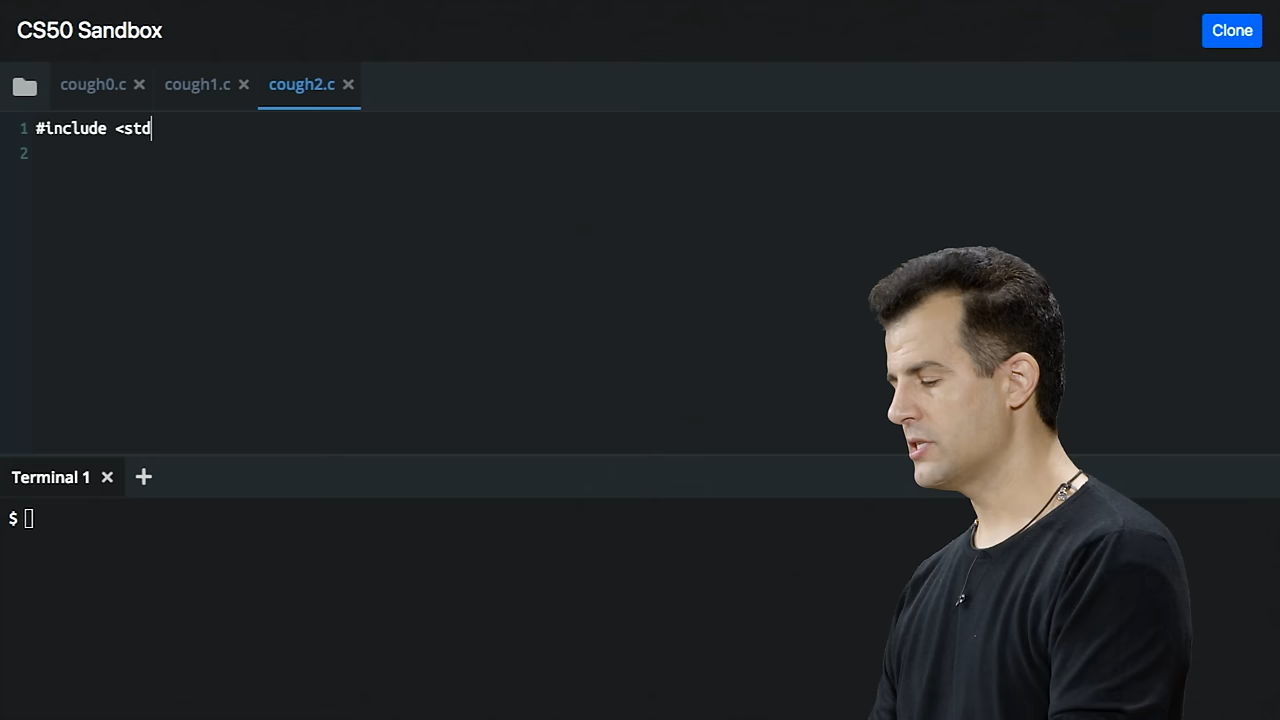 CS50 Sandbox
Clone
cough0.c × cough1.c × cough2.c ×
1 #include <std
2
Terminal 1 × +
$